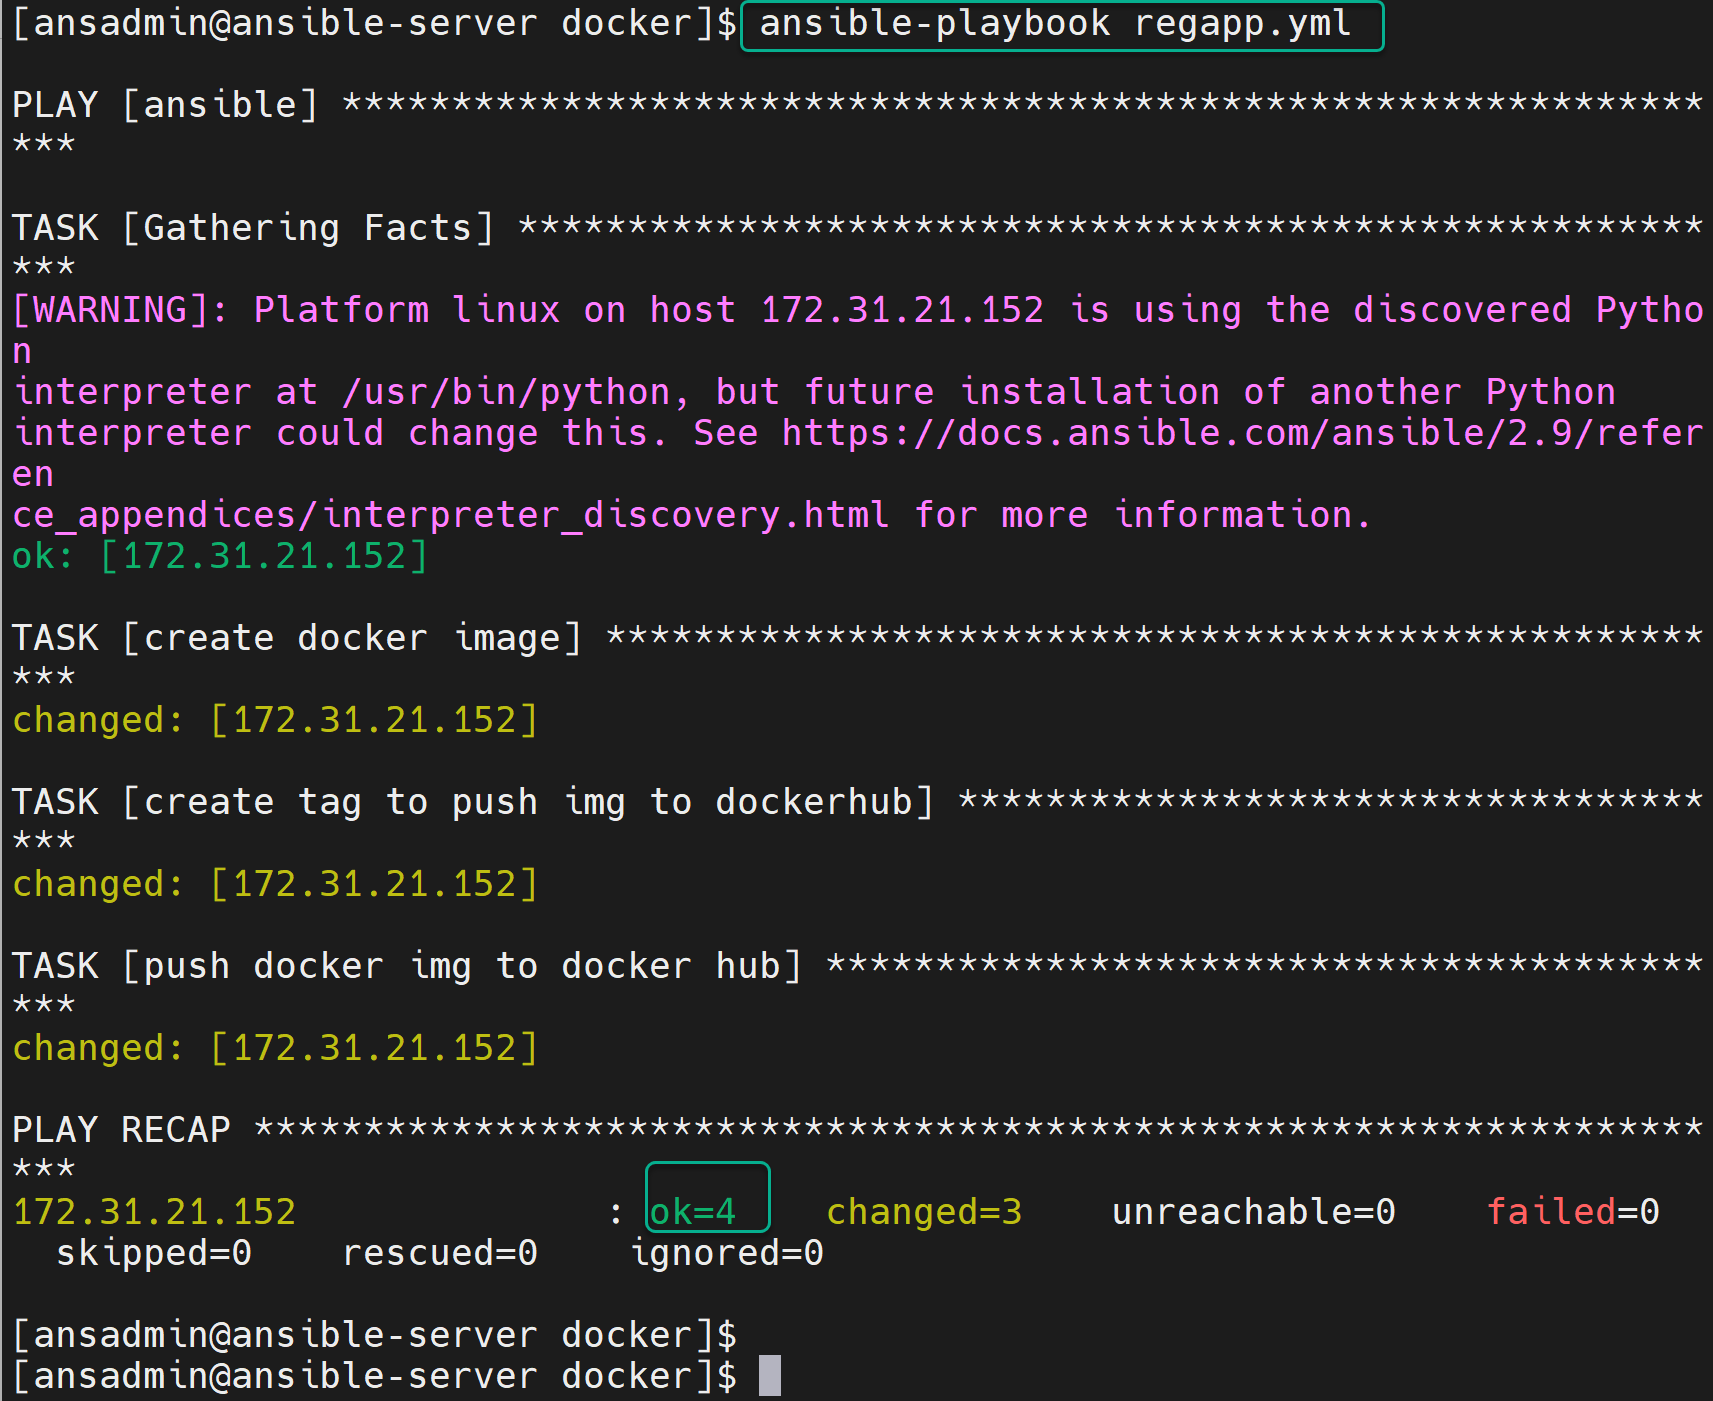 [ansadmin@ansible-server docker]$ ansible-playbook regapp.yml
PLAY [ansible] **************************************************************
***
TASK [Gathering Facts] ******************************************************
***
[WARNING]: Platform linux on host 172.31.21.152 is using the discovered Pytho
n
interpreter at /usr/bin/python, but future installation of another Python
interpreter could change this. See https://docs.ansible.com/ansible/2.9/refer
en
ce_appendices/interpreter_discovery.html for more information.
ok: [172.31.21.152]
TASK [create docker image] **************************************************
***
changed: [172.31.21.152]
TASK [create tag to push img to dockerhub] **********************************
***
changed: [172.31.21.152]
TASK [push docker img to docker hub] ****************************************
***
changed: [172.31.21.152]
PLAY RECAP ******************************************************************
***
172.31.21.152              : ok=4    changed=3    unreachable=0    failed=0
  skipped=0    rescued=0    ignored=0
[ansadmin@ansible-server docker]$
[ansadmin@ansible-server docker]$